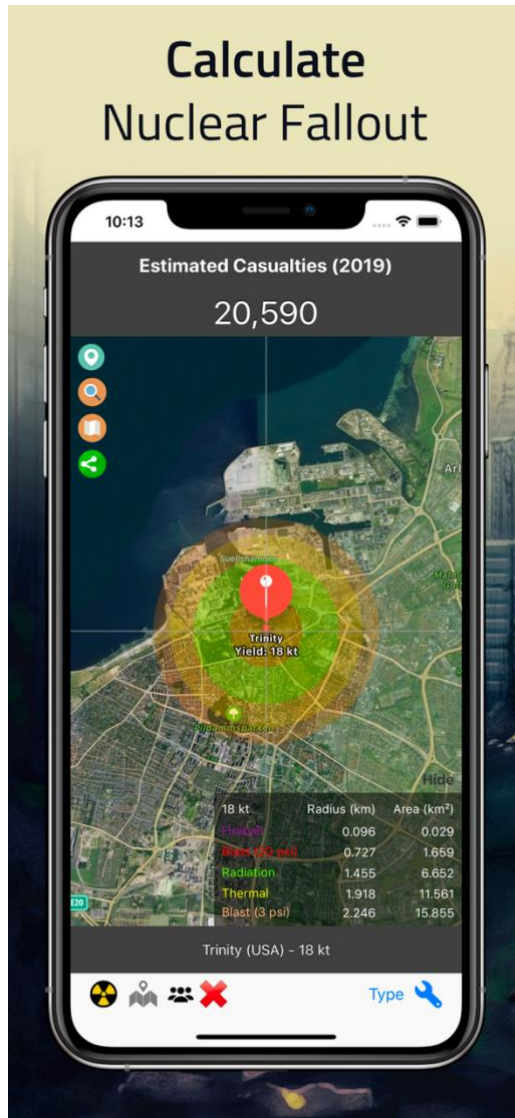 Calculate
Nuclear Fallout
10:13
Estimated Casualties (2019)
20,590
Trinity
Yield: 18 kt
Pildammsparken
Hide
18 kt Radius (km) Area (km²)
Fireball 0.096 0.029
Blast (20 psi) 0.727 1.659
Radiation 1.455 6.652
Thermal 1.918 11.561
Blast (3 psi) 2.246 15.855
E20
Trinity (USA) - 18 kt
Type